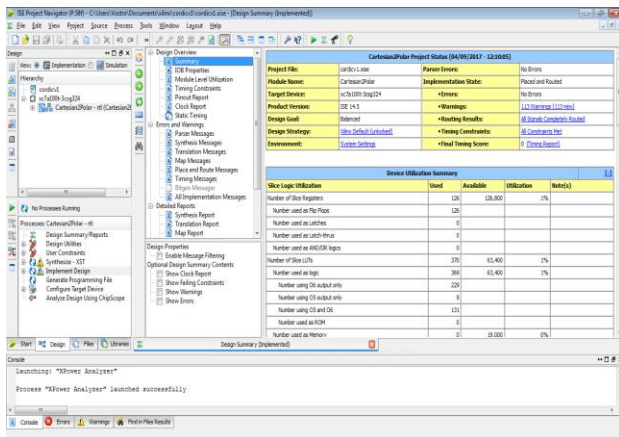 ISE Project Navigator (P.58f) - C:\Users\Vostro\Documents\xilinx\cordicv1\cordicv1.xise - [Design Summary (Implemented)]
File Edit View Project Source Process Tools Window Layout Help
Design
View: Implementation Simulation
Hierarchy
cordicv1
xc7a100t-3csg324
Cartesian2Polar - rtl (Cartesian2
No Processes Running
Processes: Cartesian2Polar - rtl
Design Summary/Reports
Design Utilities
User Constraints
Synthesize - XST
Implement Design
Generate Programming File
Configure Target Device
Analyze Design Using ChipScope
Start Design Files Libraries
Design Overview
Summary
IOB Properties
Module Level Utilization
Timing Constraints
Pinout Report
Clock Report
Static Timing
Errors and Warnings
Parser Messages
Synthesis Messages
Translation Messages
Map Messages
Place and Route Messages
Timing Messages
Bitgen Messages
All Implementation Messages
Detailed Reports
Synthesis Report
Translation Report
Map Report
Design Properties
Enable Message Filtering
Optional Design Summary Contents
Show Clock Report
Show Failing Constraints
Show Warnings
Show Errors
Cartesian2Polar Project Status (04/09/2017 - 12:10:05)
Project File: cordicv1.xise Parser Errors: No Errors
Module Name: Cartesian2Polar Implementation State: Placed and Routed
Target Device: xc7a100t-3csg324 •Errors: No Errors
Product Version: ISE 14.5 •Warnings: 113 Warnings (113 new)
Design Goal: Balanced •Routing Results: All Signals Completely Routed
Design Strategy: Xilinx Default (unlocked) •Timing Constraints: All Constraints Met
Environment: System Settings •Final Timing Score: 0 (Timing Report)
Device Utilization Summary [-]
Slice Logic Utilization Used Available Utilization Note(s)
Number of Slice Registers 126 126,800 1%
Number used as Flip Flops 126
Number used as Latches 0
Number used as Latch-thrus 0
Number used as AND/OR logics 0
Number of Slice LUTs 370 63,400 1%
Number used as logic 369 63,400 1%
Number using O6 output only 229
Number using O5 output only 9
Number using O5 and O6 131
Number used as ROM 0
Number used as Memory 0 19,000 0%
Design Summary (Implemented)
Console
Launching: "XPower Analyzer"
Process "XPower Analyzer" launched successfully
Console Errors Warnings Find in Files Results